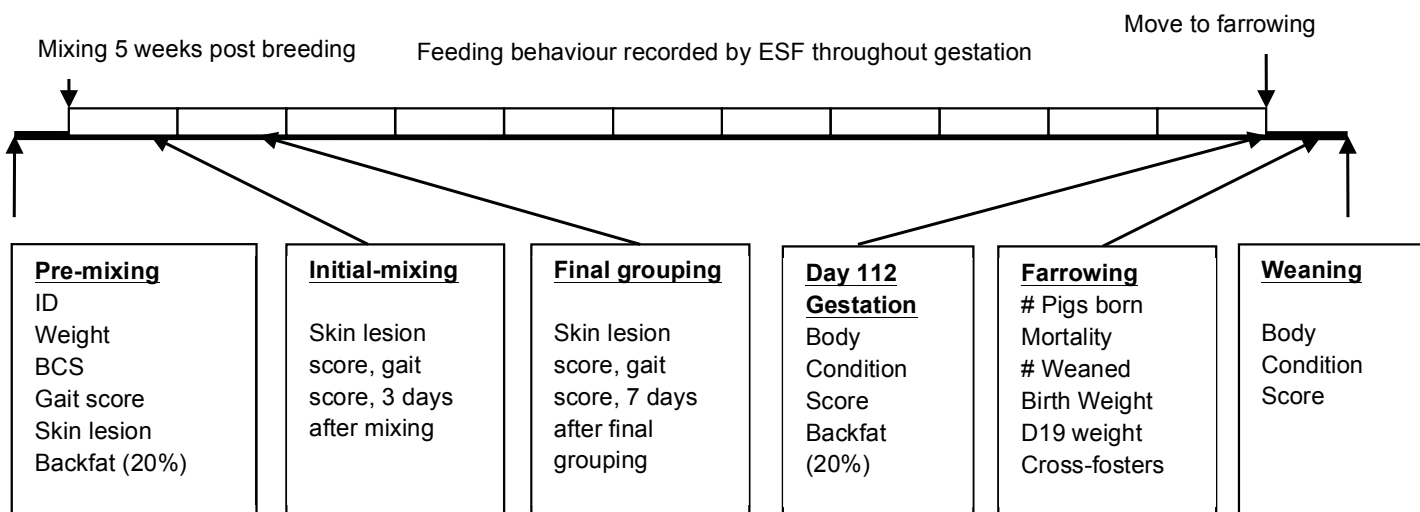 Move to farrowing
Mixing 5 weeks post breeding
Feeding behaviour recorded by ESF throughout gestation
Pre-mixing
ID
Weight
BCS
Gait score
Skin lesion
Backfat (20%)
Initial-mixing
Skin lesion
score, gait
score, 3 days
after mixing
Final grouping
Skin lesion
score, gait
score, 7 days
after final
grouping
Day 112
Gestation
Body
Condition
Score
Backfat
(20%)
Farrowing
# Pigs born
Mortality
# Weaned
Birth Weight
D19 weight
Cross-fosters
Weaning
Body
Condition
Score